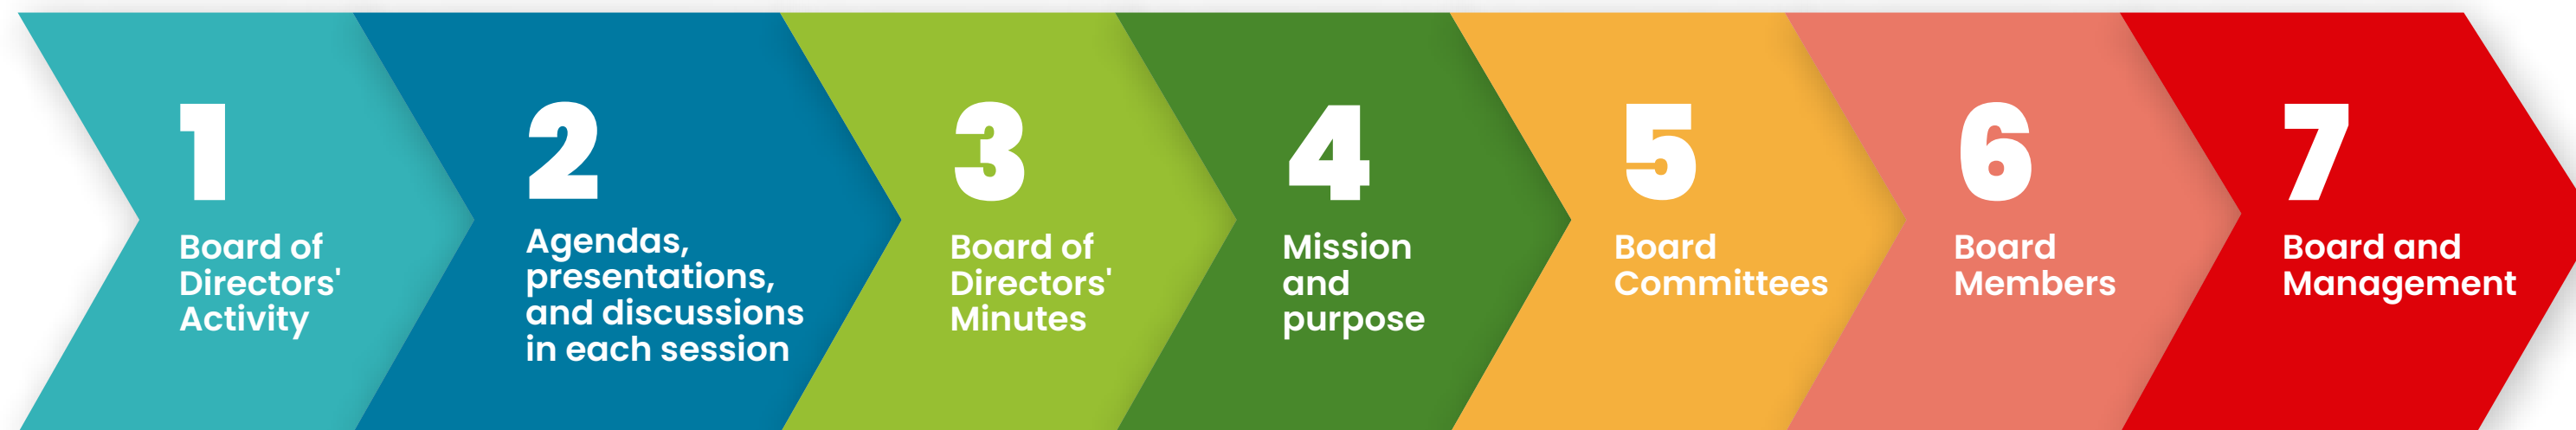 1
Board of
Directors'
Activity
2
Agendas,
presentations,
and discussions
in each session
3
Board of
Directors'
Minutes
4
Mission
and
purpose
5
Board
Committees
6
Board
Members
7
Board and
Management